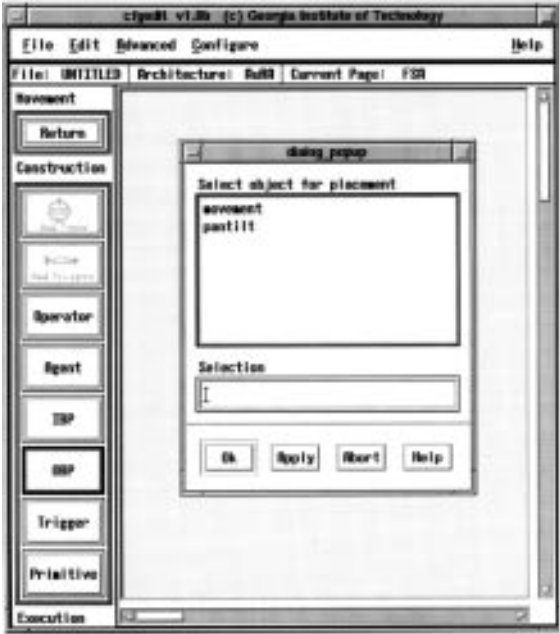 cfgedit v1.0b (c) Georgia Institute of Technology
File Edit Advanced Configure Help
File: UNTITLED Architecture: AuRA Current Page: FSA
Movement
Return
Construction
dialog_popup
Select object for placement
movement
pantilt
Operator
Agent
IBP
OBP
Selection
Ok Apply Abort Help
Trigger
Primitive
Execution